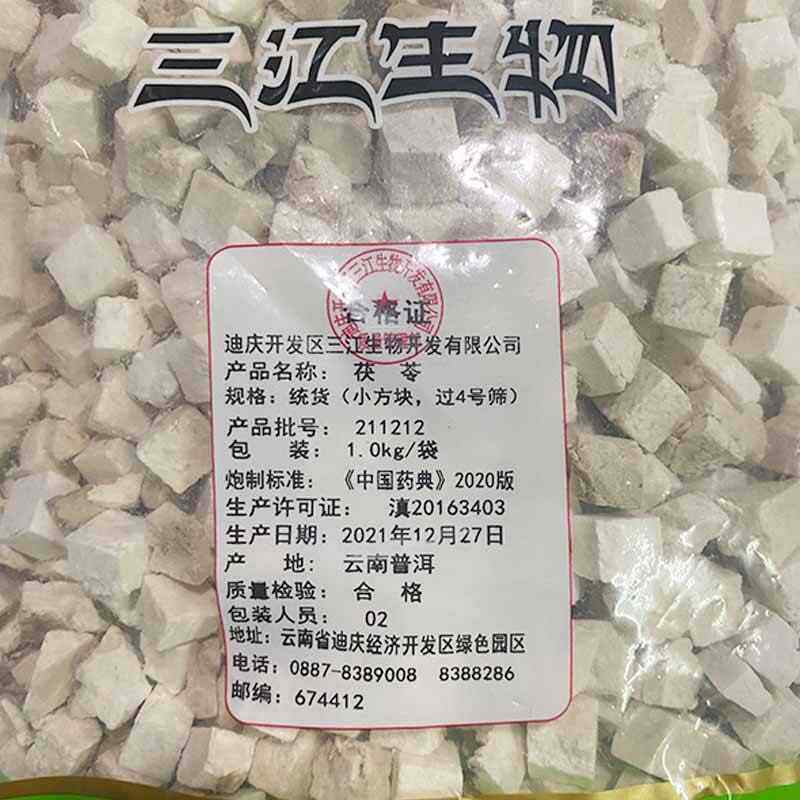 三江生
合格证
迪庆开发区三江生物开发有限公司
产品名称：茯 苓
规格：统货（小方块，过4号筛）
产品批号：211212
包 装：1.0kg/袋
炮制标准：《中国药典》2020版
生产许可证：滇20163403
生产日期：2021年12月27日
产 地：云南普洱
质量检验：合 格
包装人员：02
地址：云南省迪庆经济开发区绿色园区
电话：0887-8389008 8388286
邮编：674412